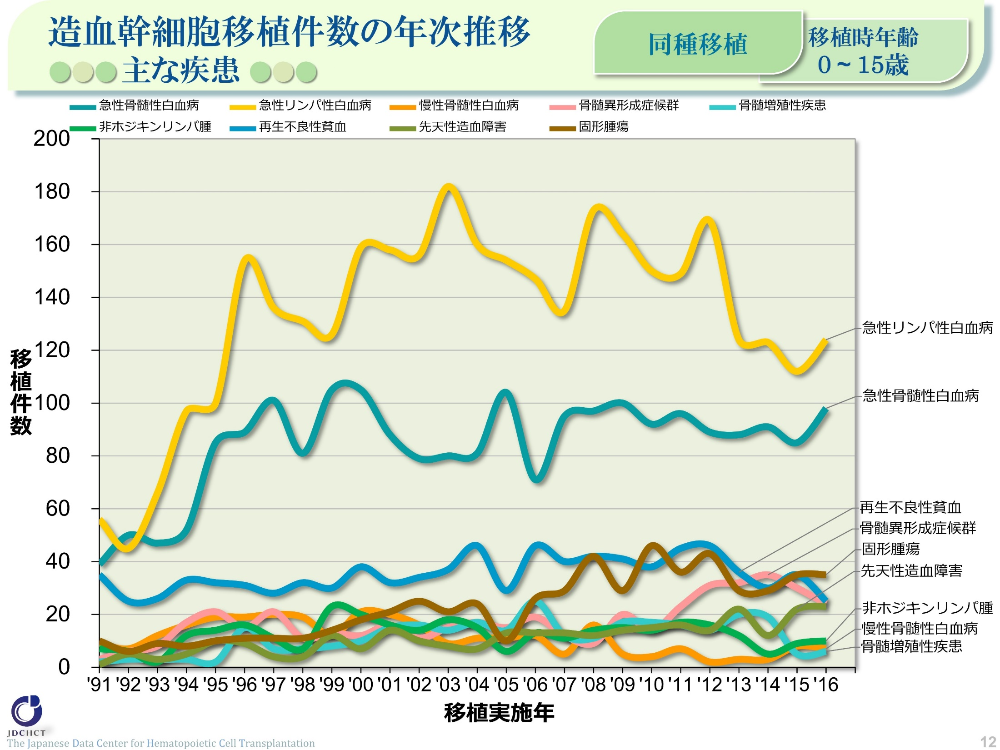 造血幹細胞移植件数の年次推移
主な疾患
同種移植
移植時年齢
0 ~ 15歳
急性骨髄性白血病
急性リンパ性白血病
慢性骨髄性白血病
骨髄異形成症候群
骨髄増殖性疾患
非ホジキンリンパ腫
再生不良性貧血
先天性造血障害
固形腫瘍
200
180
160
140
120
100
80
60
40
20
0
移植件数
急性リンパ性白血病
急性骨髄性白血病
再生不良性貧血
骨髄異形成症候群
固形腫瘍
先天性造血障害
非ホジキンリンパ腫
慢性骨髄性白血病
骨髄増殖性疾患
'91 '92 '93 '94 '95 '96 '97 '98 '99 '00 '01 '02 '03 '04 '05 '06 '07 '08 '09 '10 '11 '12 '13 '14 '15 '16
移植実施年
JDCHCT
The Japanese Data Center for Hematopoietic Cell Transplantation
12